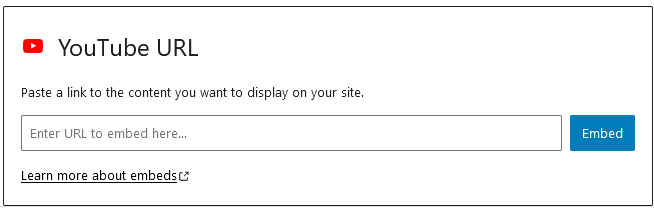 YouTube URL
Paste a link to the content you want to display on your site.
Enter URL to embed here...
Embed
Learn more about embeds